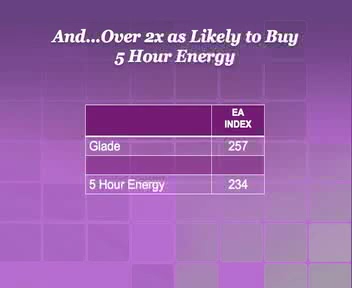 And...Over 2x as Likely to Buy
5 Hour Energy
EA
INDEX
Glade 257
5 Hour Energy 234